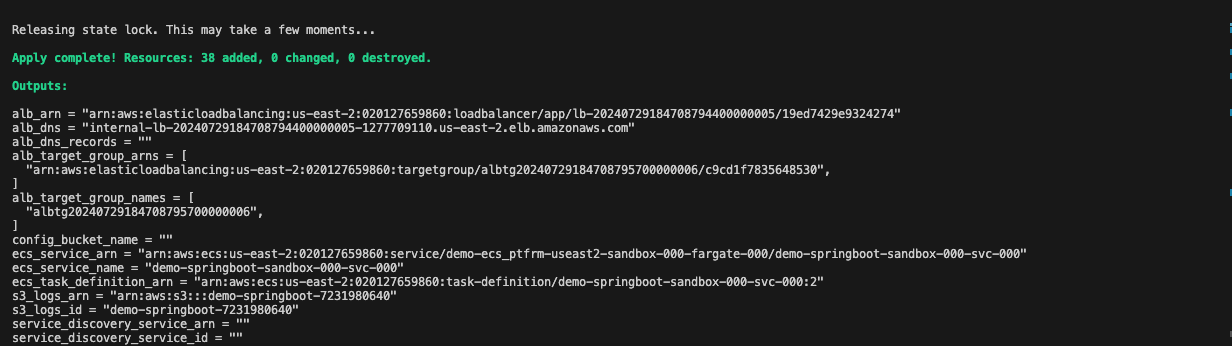 Releasing state lock. This may take a few moments...
Apply complete! Resources: 38 added, 0 changed, 0 destroyed.
Outputs:
alb_arn = "arn:aws:elasticloadbalancing:us-east-2:020127659860:loadbalancer/app/lb-20240729184708794400000005/19ed7429e9324274"
alb_dns = "internal-lb-20240729184708794400000005-1277709110.us-east-2.elb.amazonaws.com"
alb_dns_records = ""
alb_target_group_arns = [
  "arn:aws:elasticloadbalancing:us-east-2:020127659860:targetgroup/albtg20240729184708795700000006/c9cd1f7835648530",
]
alb_target_group_names = [
  "albtg20240729184708795700000006",
]
config_bucket_name = ""
ecs_service_arn = "arn:aws:ecs:us-east-2:020127659860:service/demo-ecs_ptfrm-useast2-sandbox-000-fargate-000/demo-springboot-sandbox-000-svc-000"
ecs_service_name = "demo-springboot-sandbox-000-svc-000"
ecs_task_definition_arn = "arn:aws:ecs:us-east-2:020127659860:task-definition/demo-springboot-sandbox-000-svc-000:2"
s3_logs_arn = "arn:aws:s3:::demo-springboot-7231980640"
s3_logs_id = "demo-springboot-7231980640"
service_discovery_service_arn = ""
service_discovery_service_id = ""